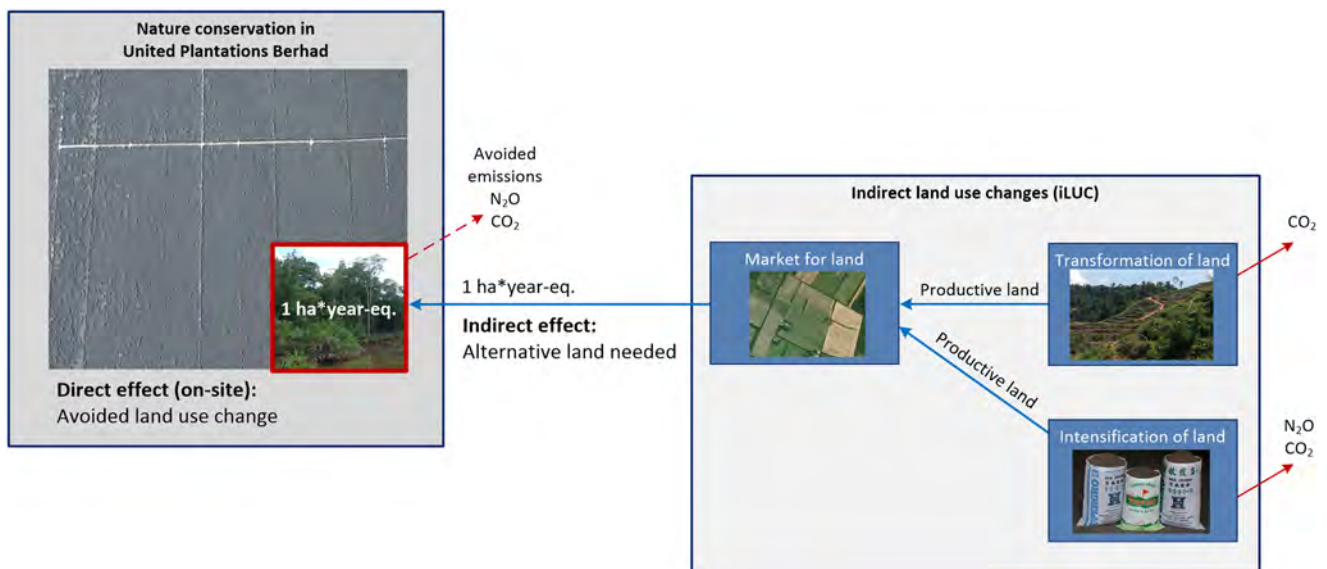 Nature conservation in
United Plantations Berhad
1 ha*year-eq.
Direct effect (on-site):
Avoided land use change
Avoided
emissions
N₂O
CO₂
1 ha*year-eq.
Indirect effect:
Alternative land needed
Indirect land use changes (iLUC)
Market for land
Productive land
Productive land
Transformation of land
CO₂
Intensification of land
N₂O
CO₂